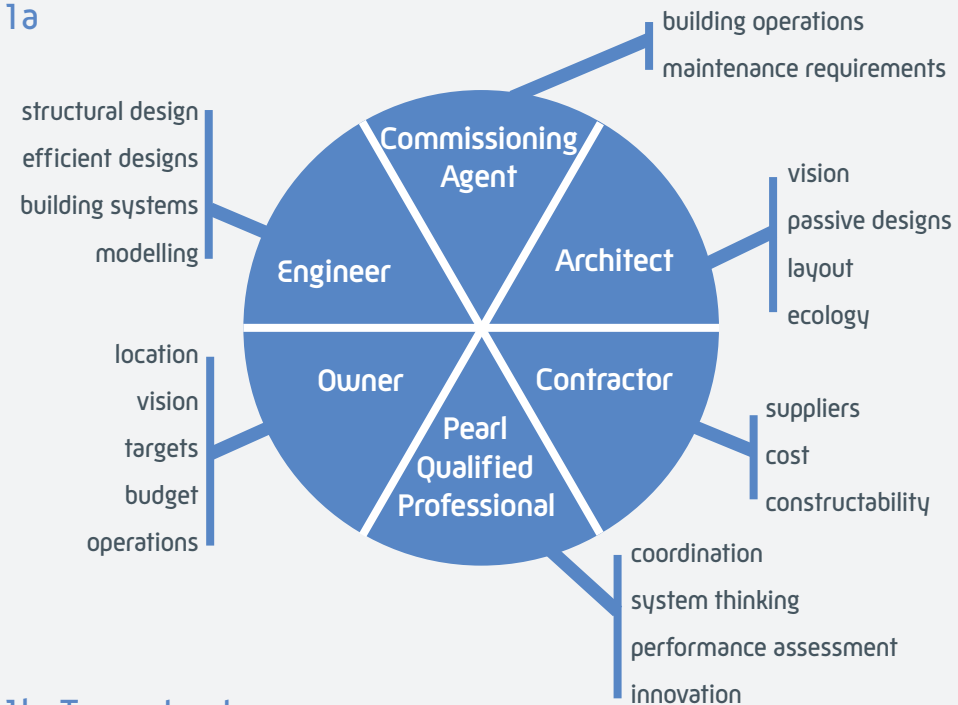 1a
building operations
maintenance requirements
Commissioning
Agent
structural design
efficient designs
building systems
modelling
Engineer
vision
passive designs
layout
ecology
Architect
location
vision
targets
budget
operations
Owner
Contractor
suppliers
cost
constructability
Pearl
Qualified
Professional
coordination
system thinking
performance assessment
innovation